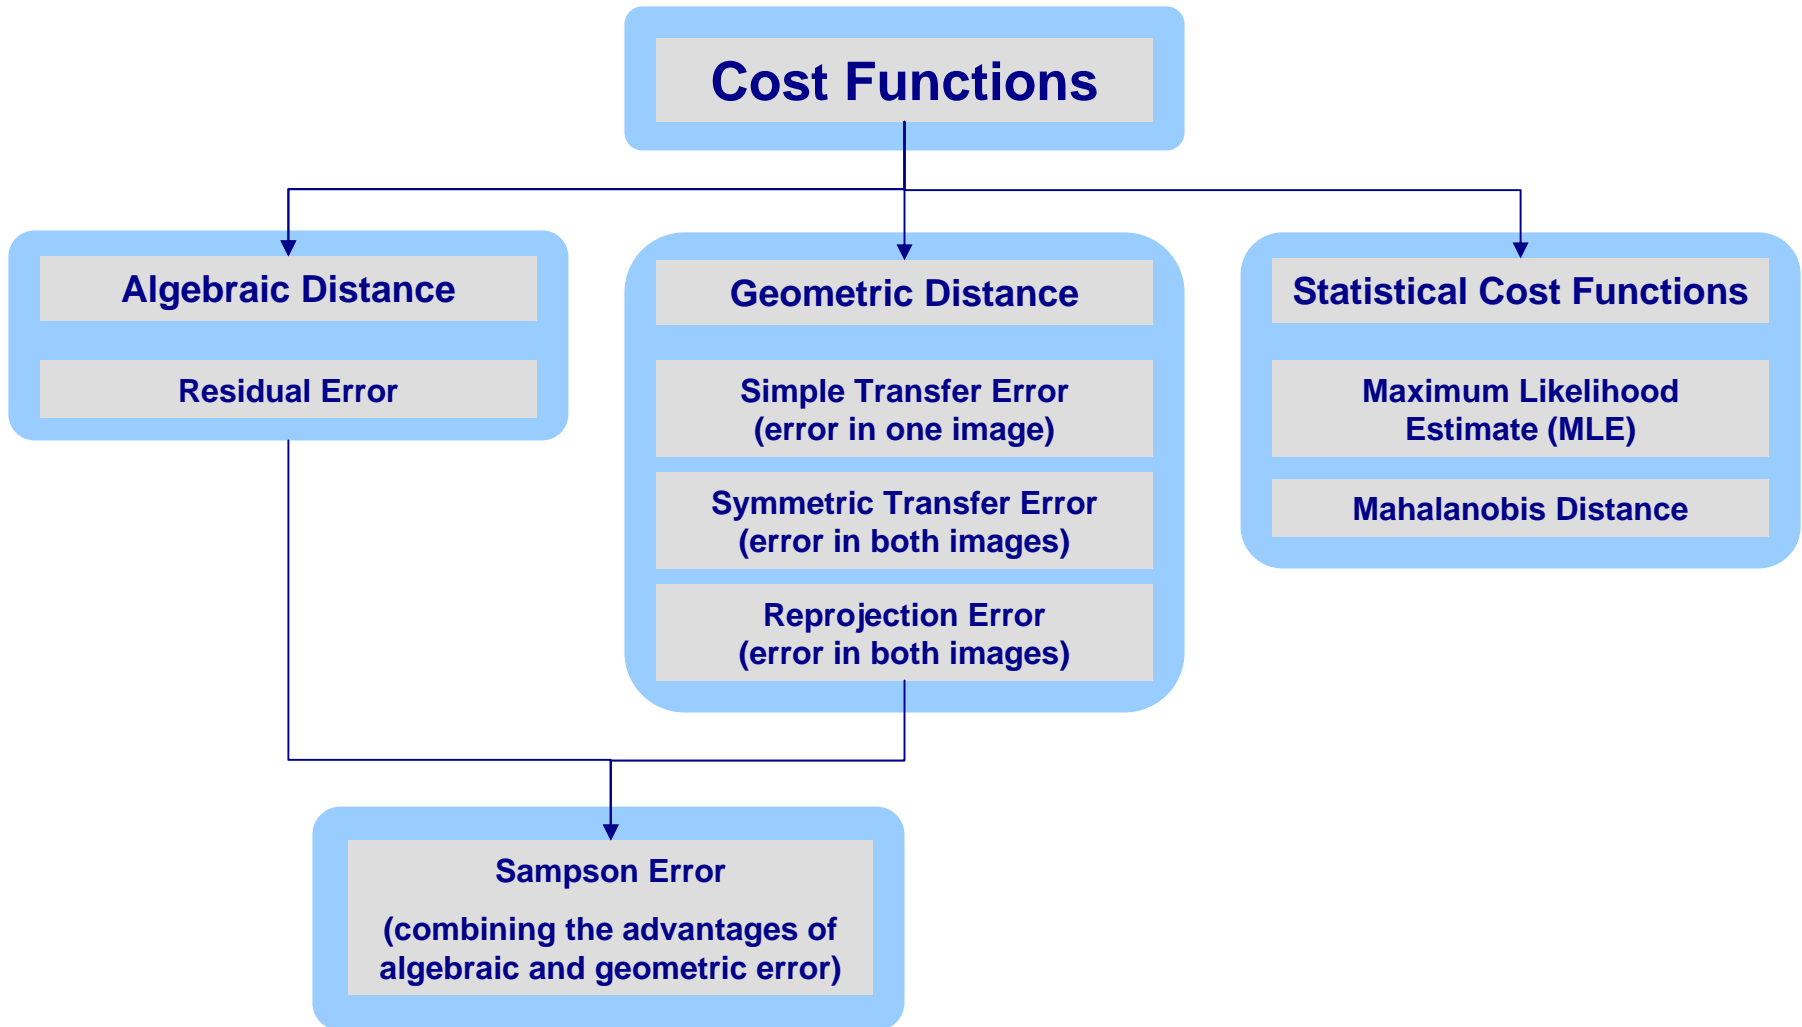 Cost Functions
Algebraic Distance
Residual Error
Geometric Distance
Simple Transfer Error
(error in one image)
Symmetric Transfer Error
(error in both images)
Reprojection Error
(error in both images)
Statistical Cost Functions
Maximum Likelihood
Estimate (MLE)
Mahalanobis Distance
Sampson Error
(combining the advantages of
algebraic and geometric error)